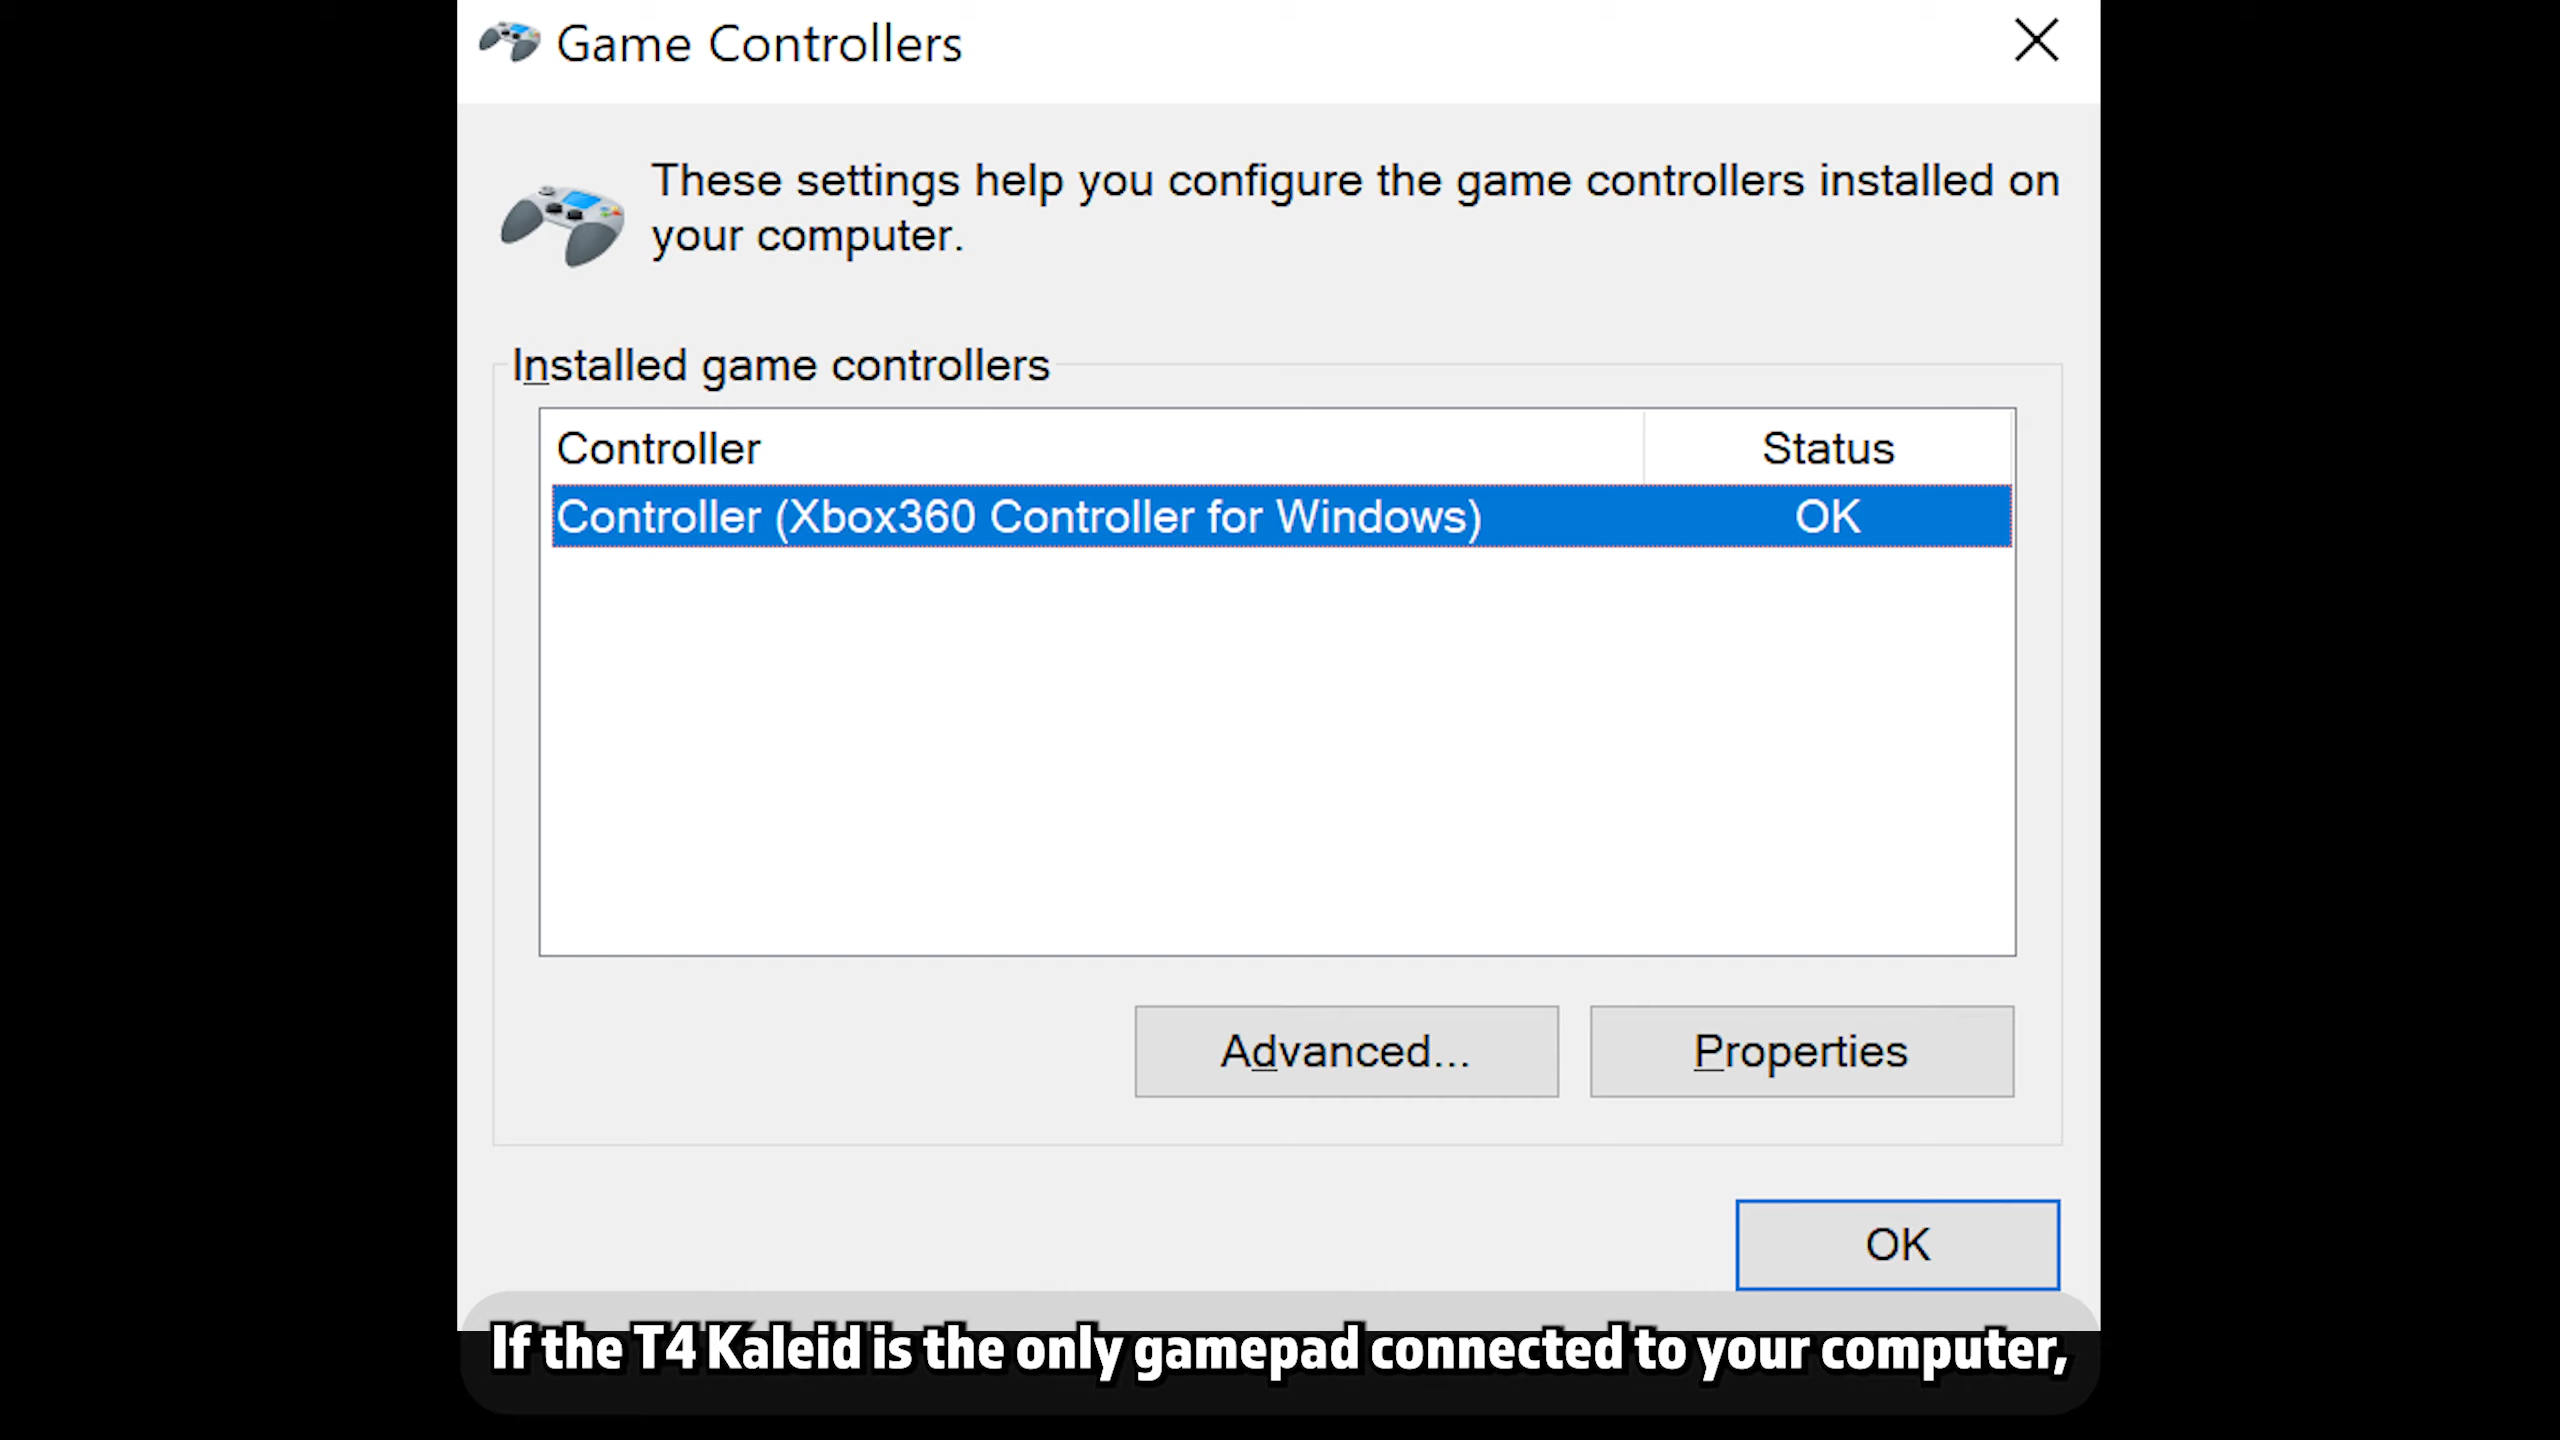 Game Controllers
These settings help you configure the game controllers installed on
your computer.
Installed game controllers
Controller Status
Controller (Xbox360 Controller for Windows) OK
Advanced... Properties
OK
If the T4 Kaleid is the only gamepad connected to your computer,